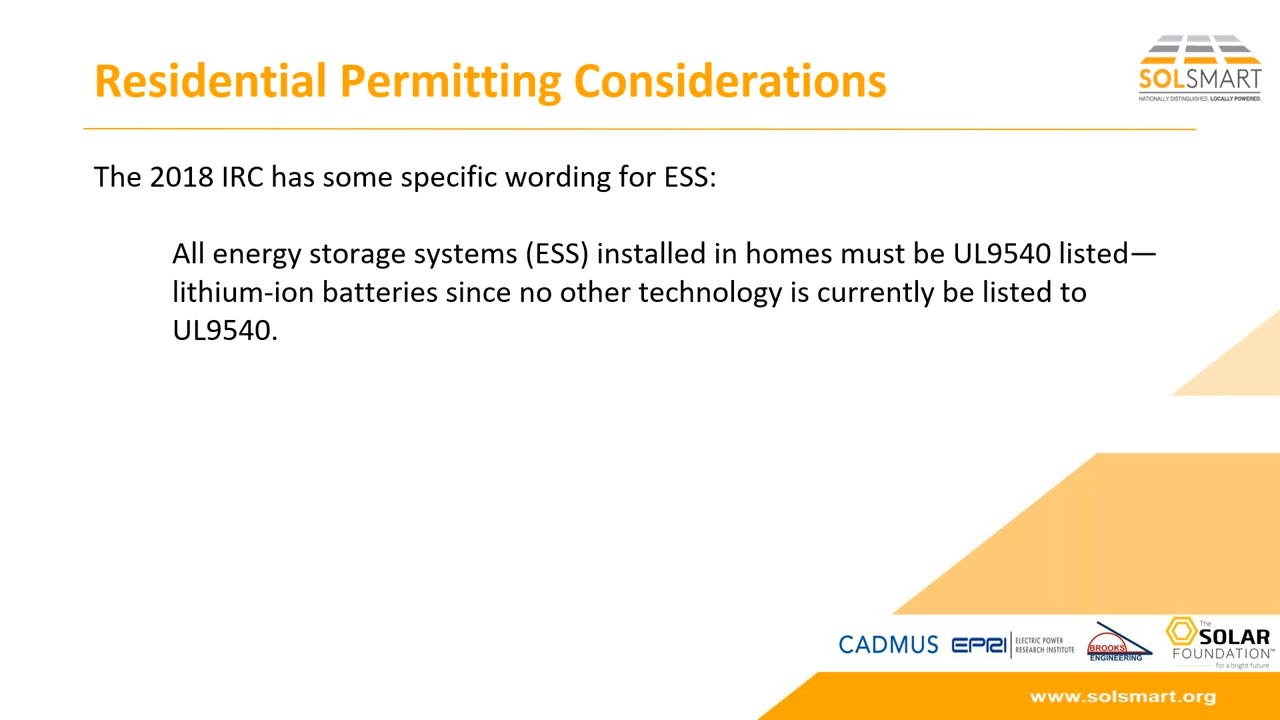 Residential Permitting Considerations
SOLSMART
NATIONALLY DISTINGUISHED. LOCALLY POWERED.
The 2018 IRC has some specific wording for ESS:
All energy storage systems (ESS) installed in homes must be UL9540 listed—
lithium-ion batteries since no other technology is currently be listed to
UL9540.
CADMUS
EPRI
ELECTRIC POWER
RESEARCH INSTITUTE
BROOKS
ENGINEERING
The
SOLAR
FOUNDATION™
for a bright future
www.solsmart.org